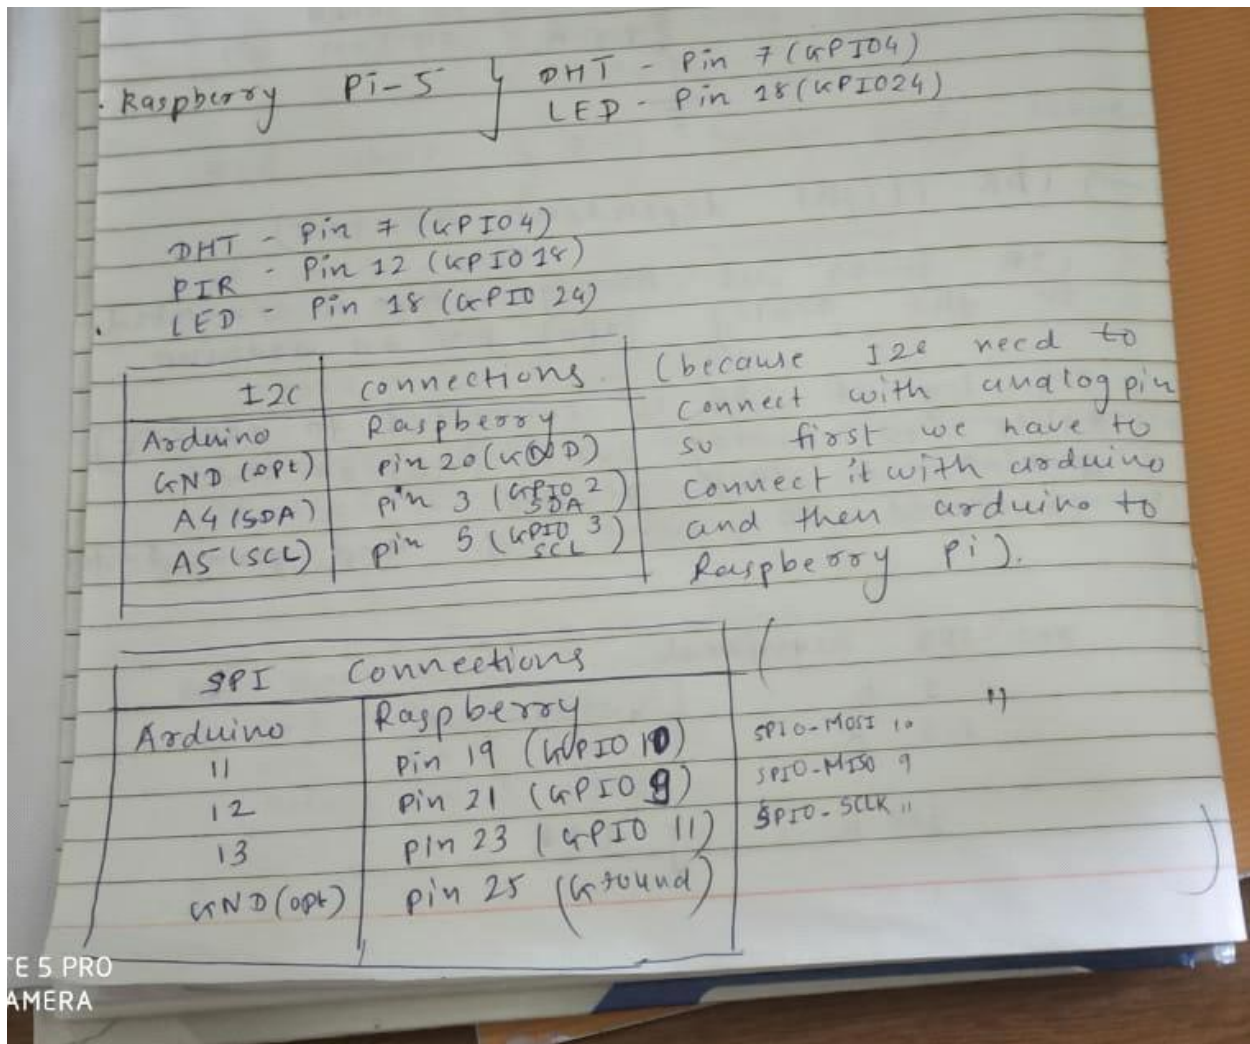 Raspberry Pi-5 { DHT - Pin 7 (GPIO4)
LED - Pin 18 (GPIO24)
DHT - Pin 7 (GPIO4)
PIR - Pin 12 (GPIO 18)
LED - Pin 18 (GPIO 24)
I2C connections
Arduino Raspberry
GND (opt) pin 20 (GND)
A4 (SDA) pin 3 (GPIO 2 SDA)
A5 (SCL) pin 5 (GPIO 3 SCL)
(because I2C need to
connect with analog pin
so first we have to
connect it with arduino
and then arduino to
Raspberry pi).
SPI Connections
Arduino Raspberry
11 Pin 19 (GPIO 10) SPI0-MOSI 10
12 Pin 21 (GPIO 9) SPI0-MISO 9
13 Pin 23 (GPIO 11) SPI0-SCLK 11
GND (opt) pin 25 (Ground)
TE 5 PRO
AMERA